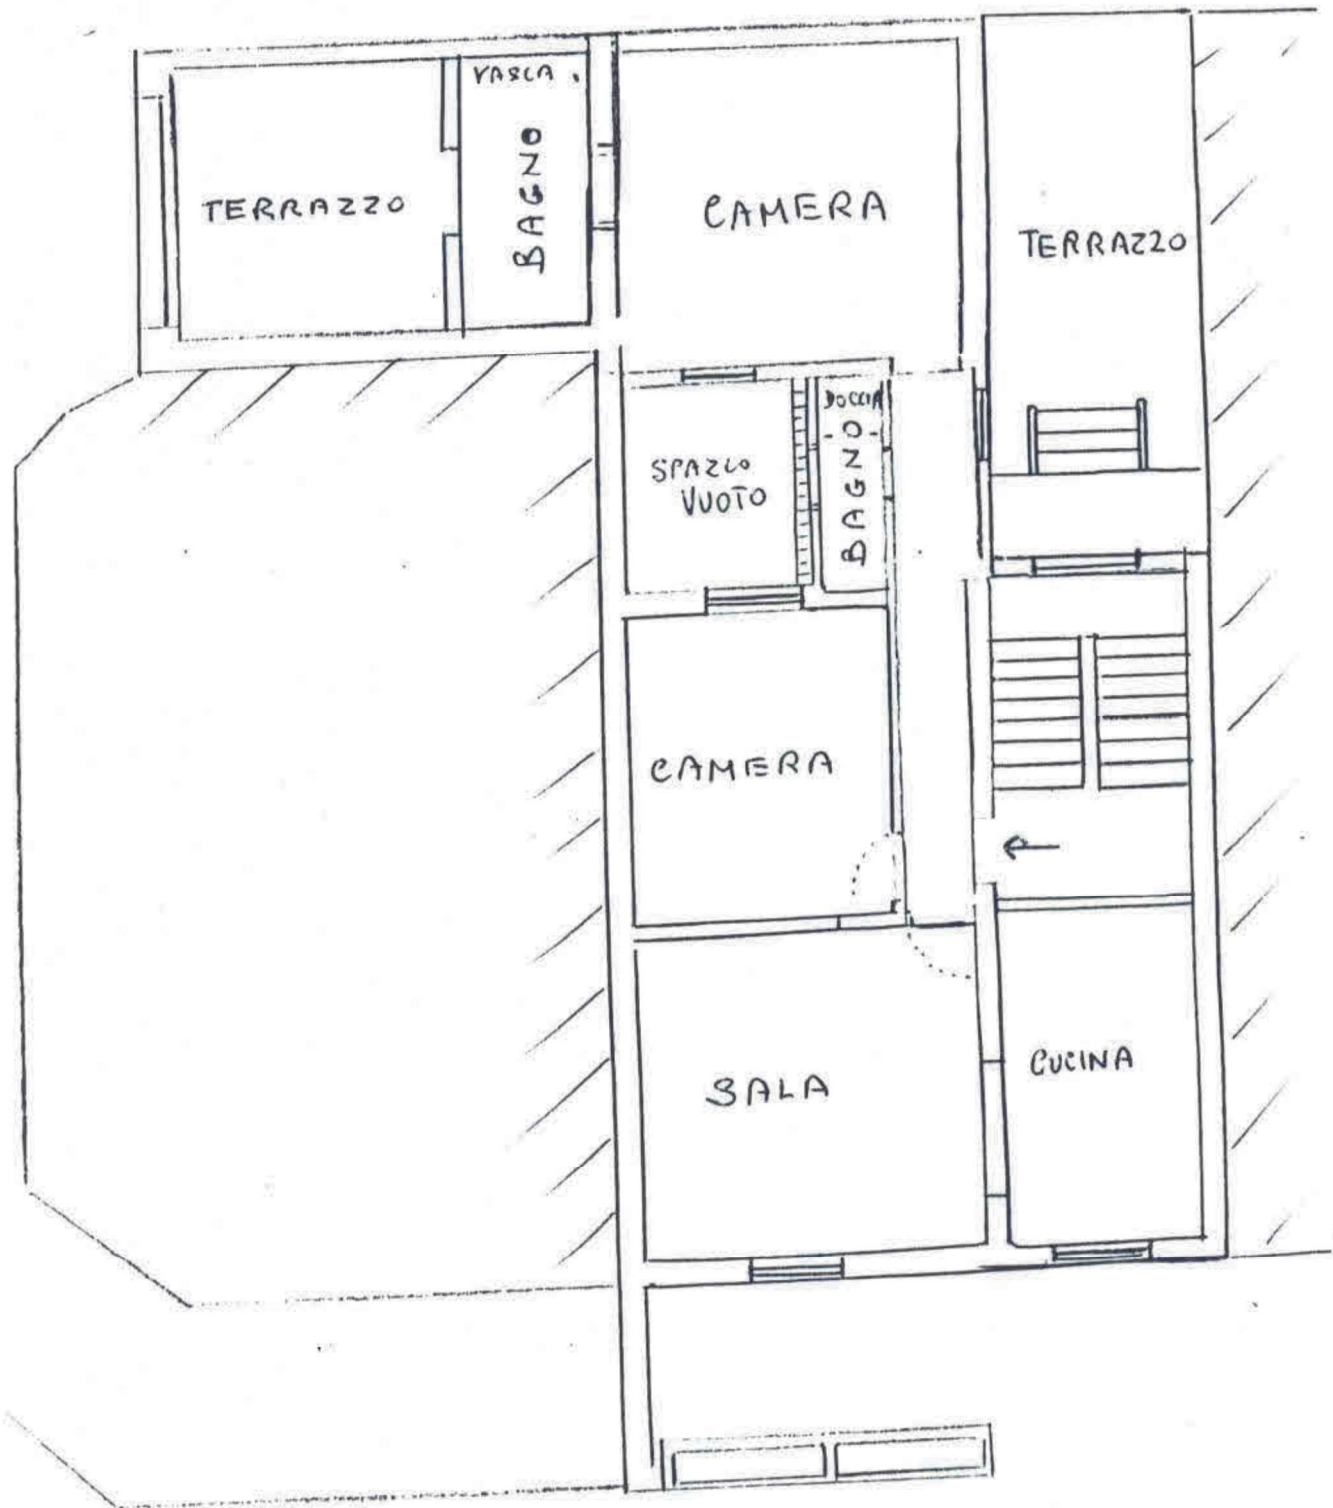 VASCA
BAGNO
TERRAZZO
CAMERA
TERRAZZO
DOCCIA
BAGNO
SPAZIO
VUOTO
CAMERA
SALA
CUCINA